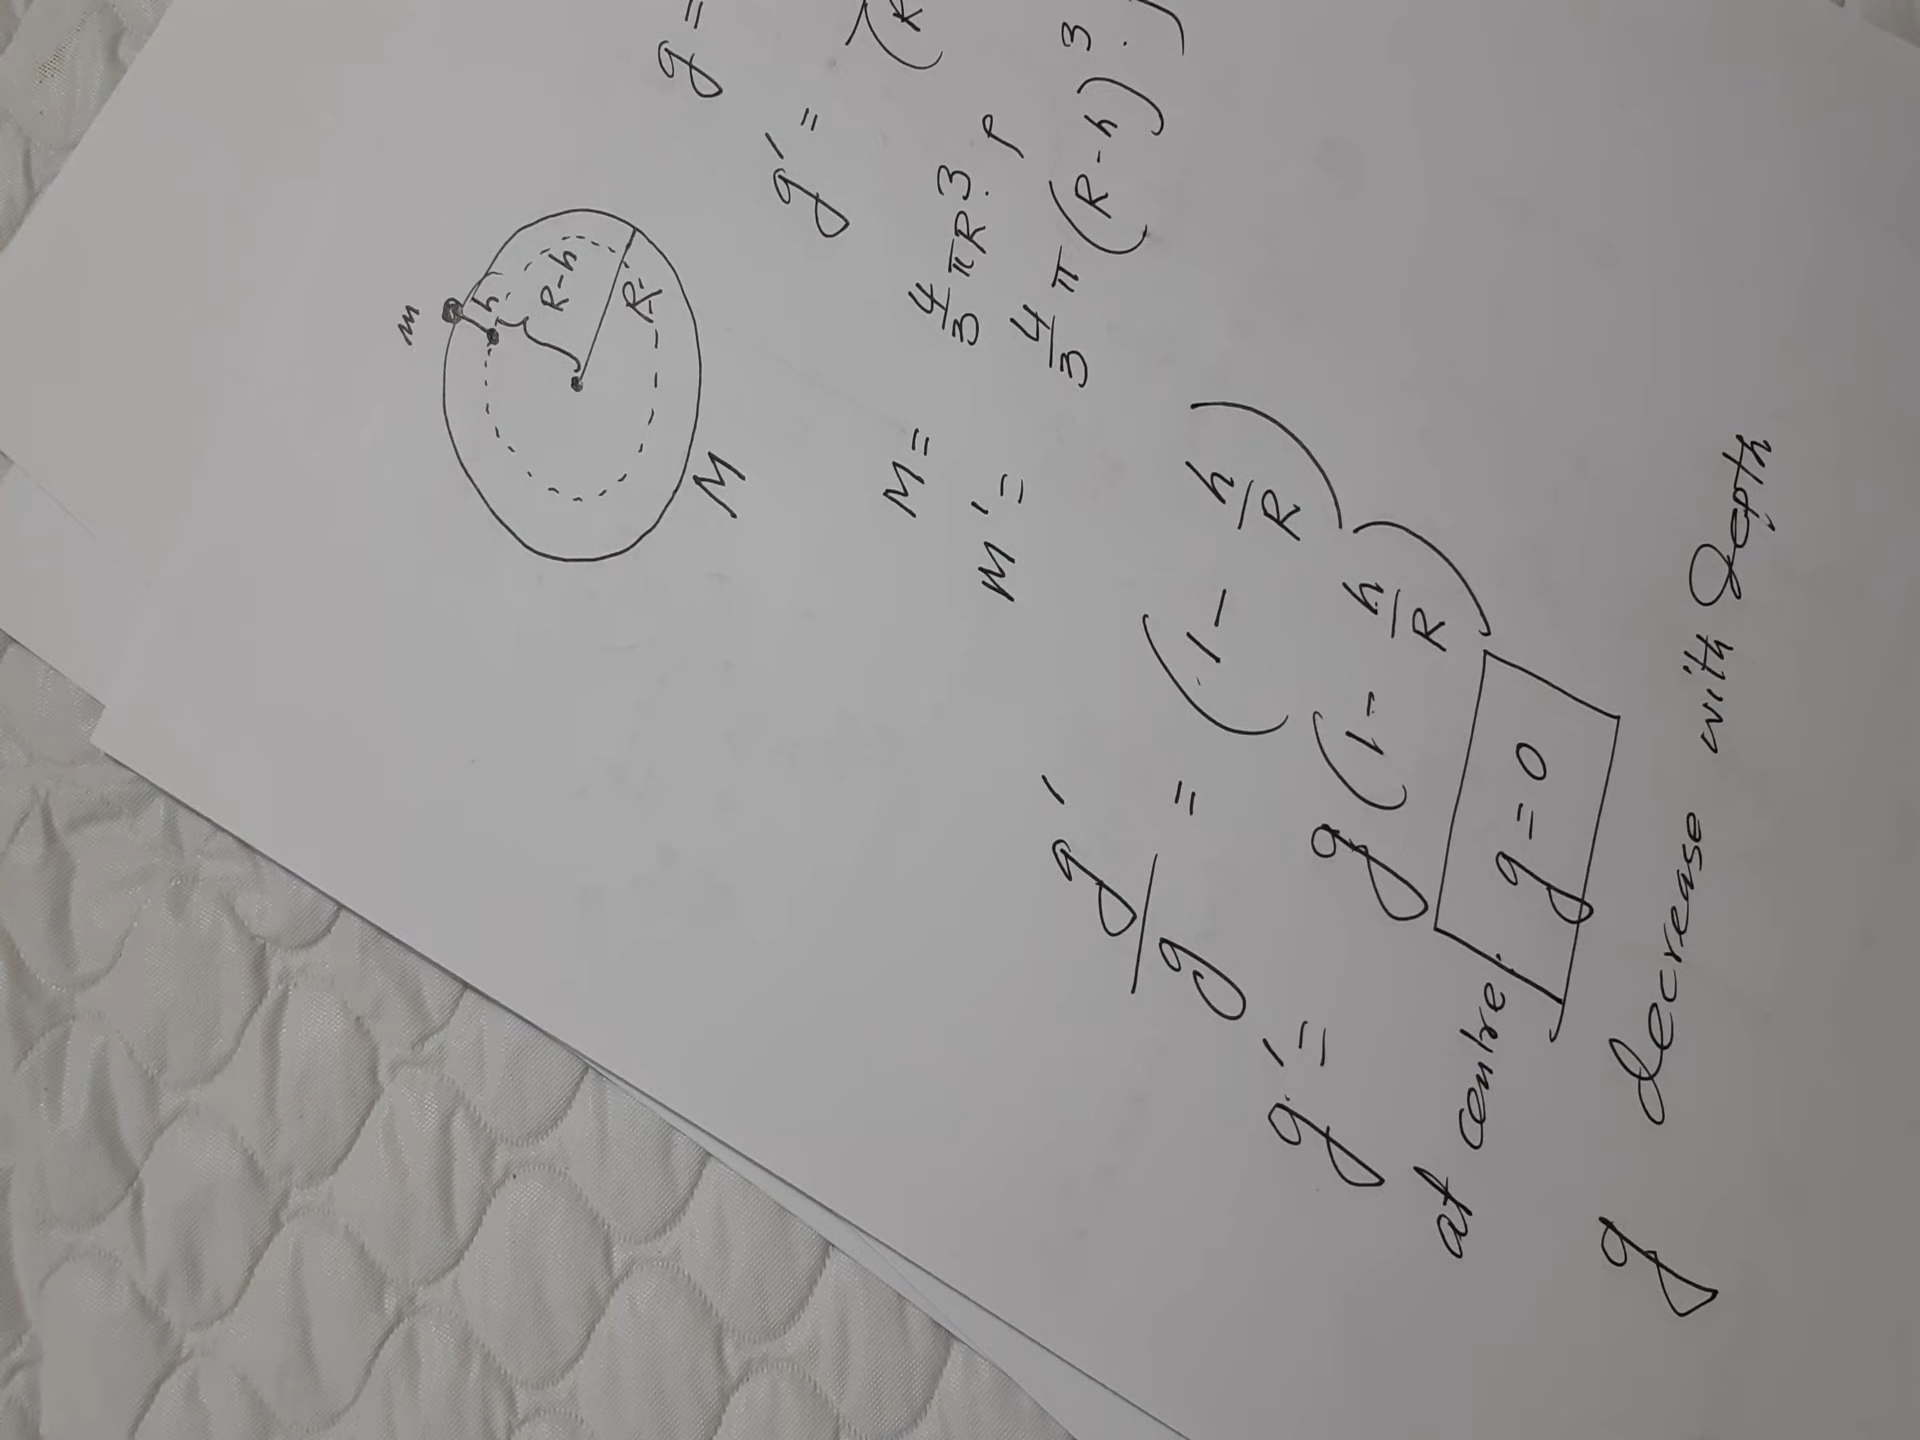 m
h
R-h
R
M
g =
g' =
M = 4/3 πR³. ρ
M' = 4/3 π (R-h)³.
g'/g = (1 - h/R)
g' = g (1 - h/R)
at centre. g = 0
g decrease with Depth